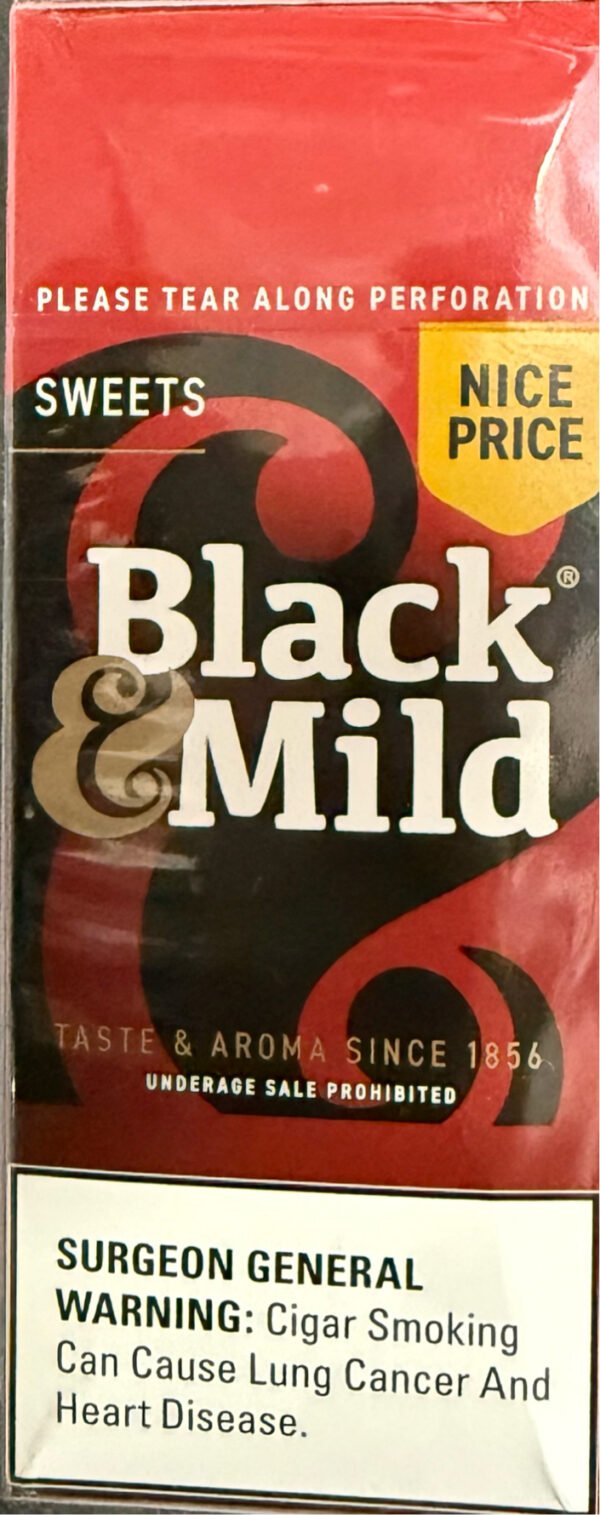 PLEASE TEAR ALONG PERFORATION
SWEETS
NICE
PRICE
Black®
&Mild
TASTE & AROMA SINCE 1856
UNDERAGE SALE PROHIBITED
SURGEON GENERAL
WARNING: Cigar Smoking
Can Cause Lung Cancer And
Heart Disease.